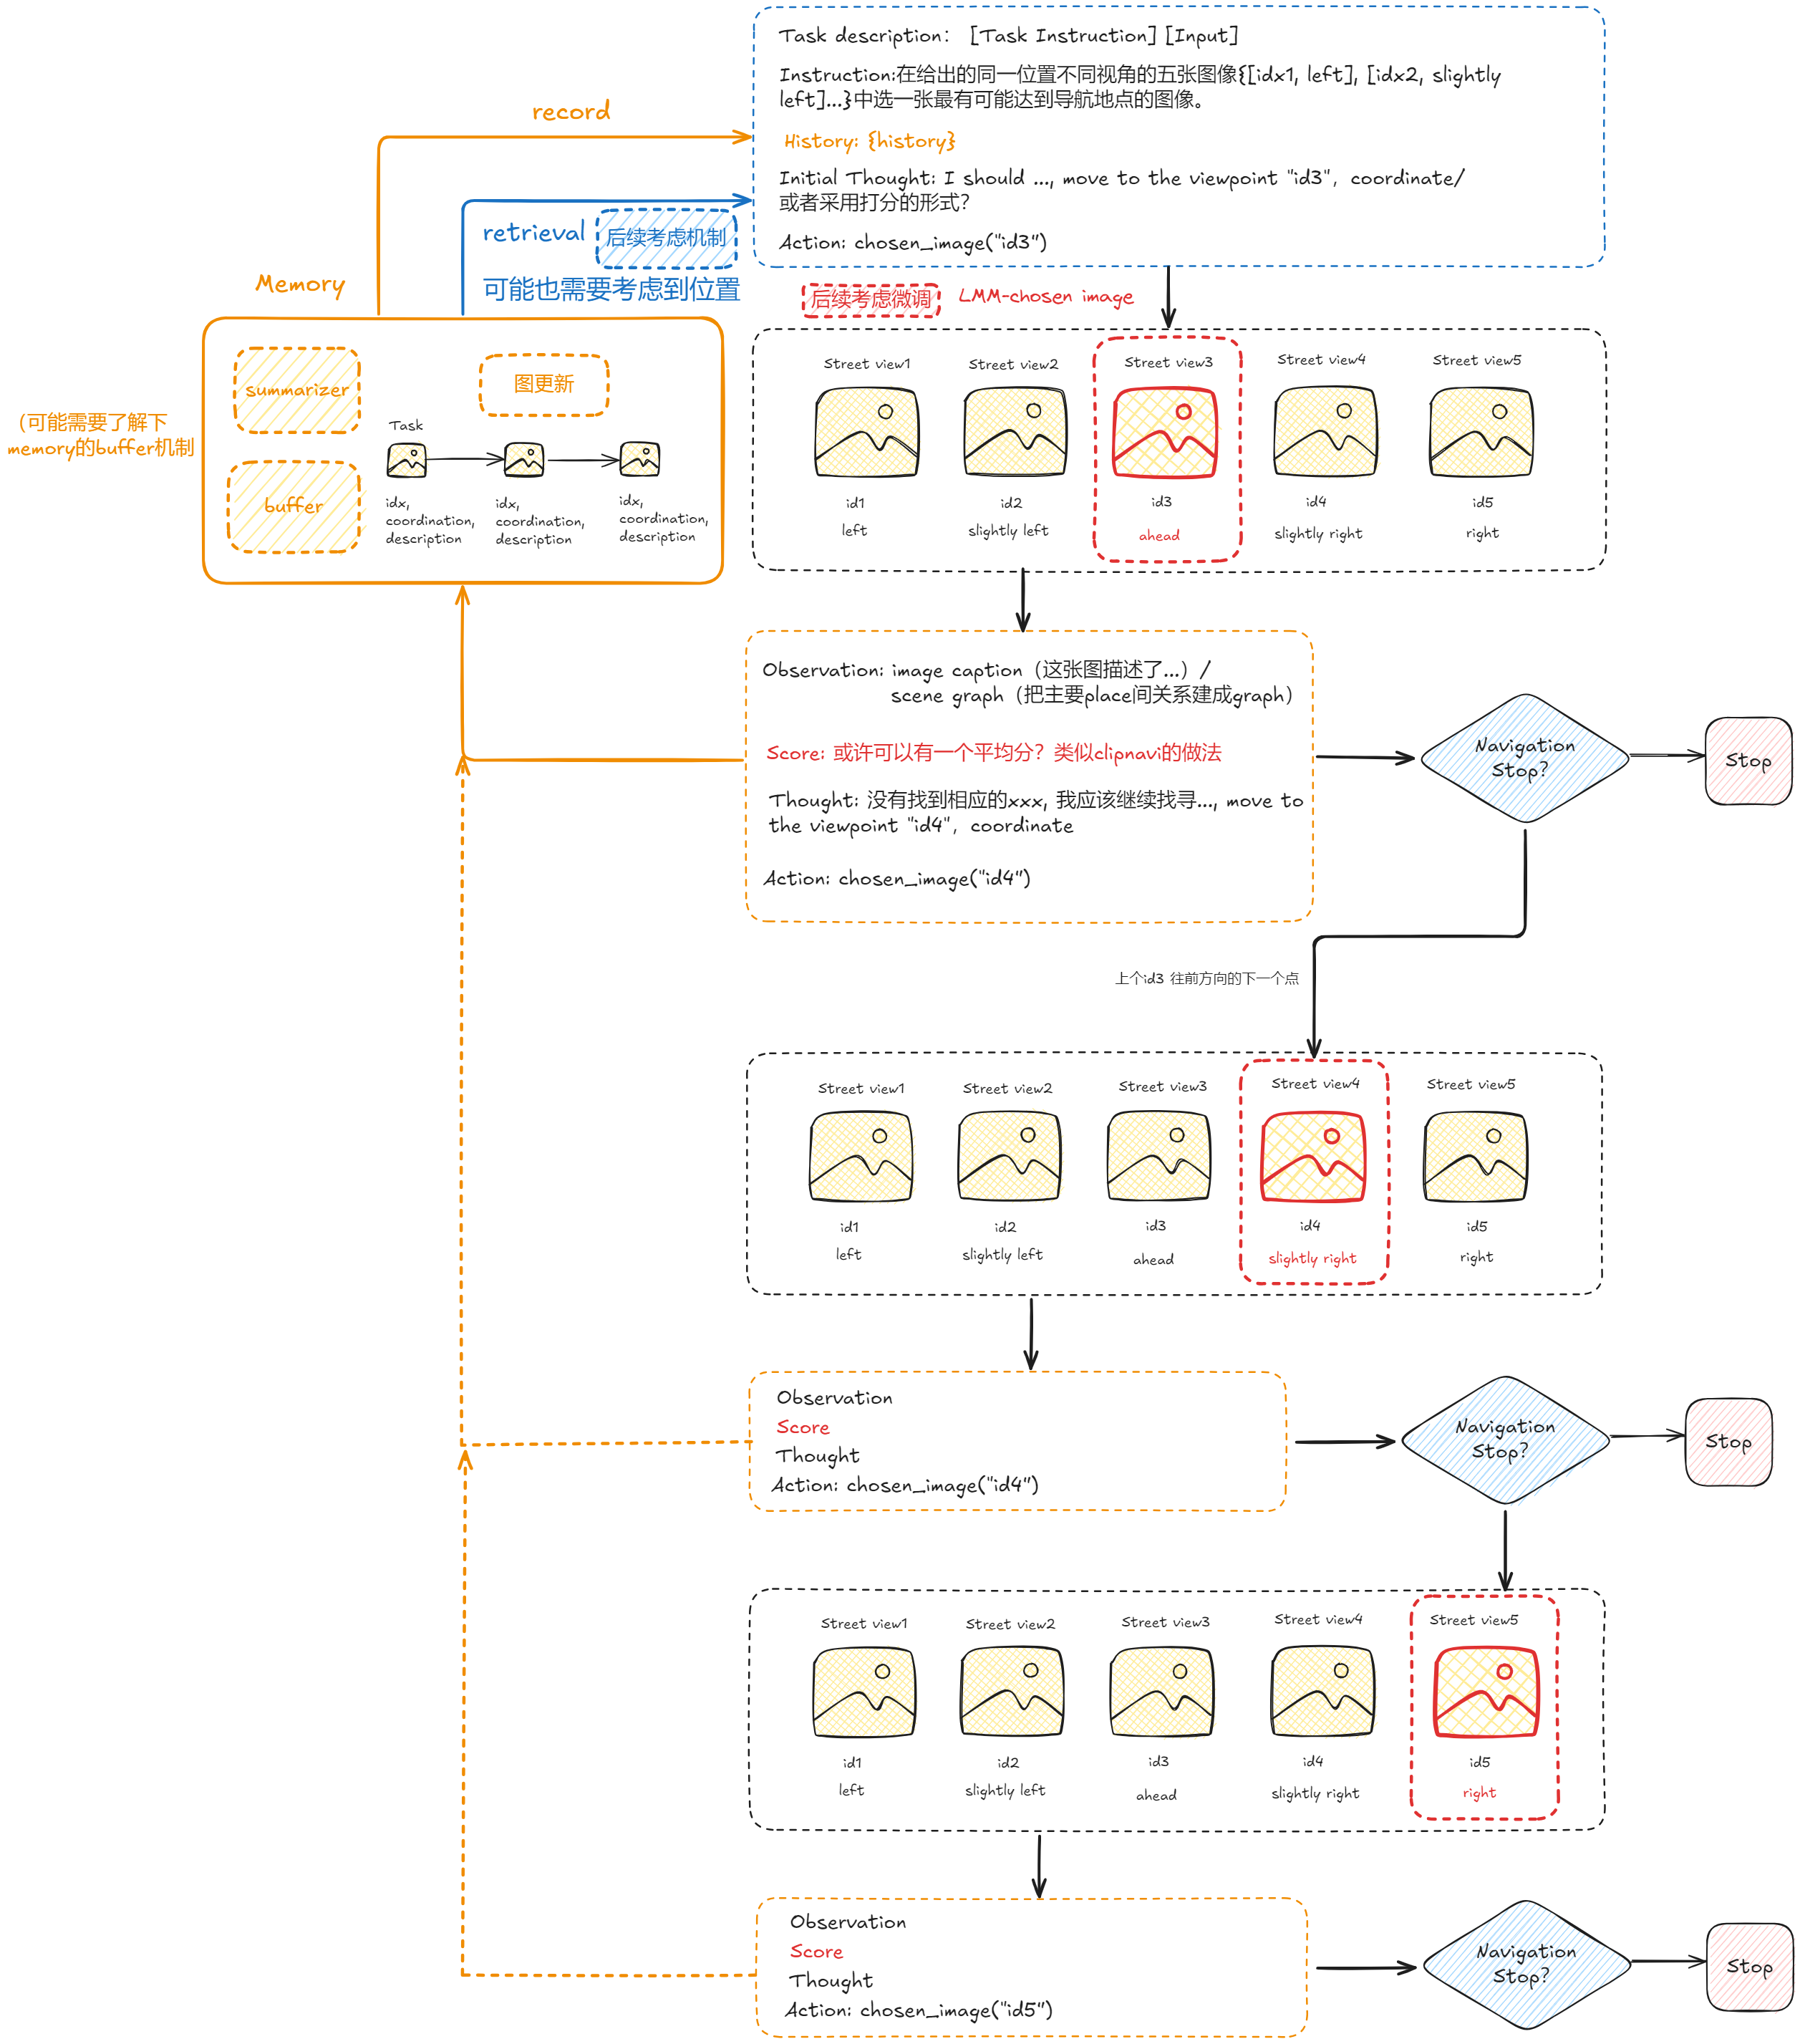 Task description： [Task Instruction] [Input]
Instruction:在给出的同一位置不同视角的五张图像{[idx1, left], [idx2, slightly
left]...}中选一张最有可能达到导航地点的图像。
History: {history}
Initial Thought: I should ..., move to the viewpoint "id3"，coordinate/
或者采用打分的形式？
Action: chosen_image("id3")
record
retrieval
后续考虑机制
可能也需要考虑到位置
Memory
后续考虑微调
LMM-chosen image
（可能需要了解下
memory的buffer机制
summarizer
buffer
图更新
Task
idx,
coordination,
description
idx,
coordination,
description
idx,
coordination,
description
Street view1
Street view2
Street view3
Street view4
Street view5
id1
id2
id3
id4
id5
left
slightly left
ahead
slightly right
right
Observation: image caption（这张图描述了...）/
scene graph（把主要place间关系建成graph）
Score: 或许可以有一个平均分？类似clipnavi的做法
Thought: 没有找到相应的xxx, 我应该继续找寻..., move to
the viewpoint "id4"，coordinate
Action: chosen_image("id4")
Navigation
Stop?
Stop
上个id3 往前方向的下一个点
Street view1
Street view2
Street view3
Street view4
Street view5
id1
id2
id3
id4
id5
left
slightly left
ahead
slightly right
right
Observation
Score
Thought
Action: chosen_image("id4")
Navigation
Stop?
Stop
Street view1
Street view2
Street view3
Street view4
Street view5
id1
id2
id3
id4
id5
left
slightly left
ahead
slightly right
right
Observation
Score
Thought
Action: chosen_image("id5")
Navigation
Stop?
Stop